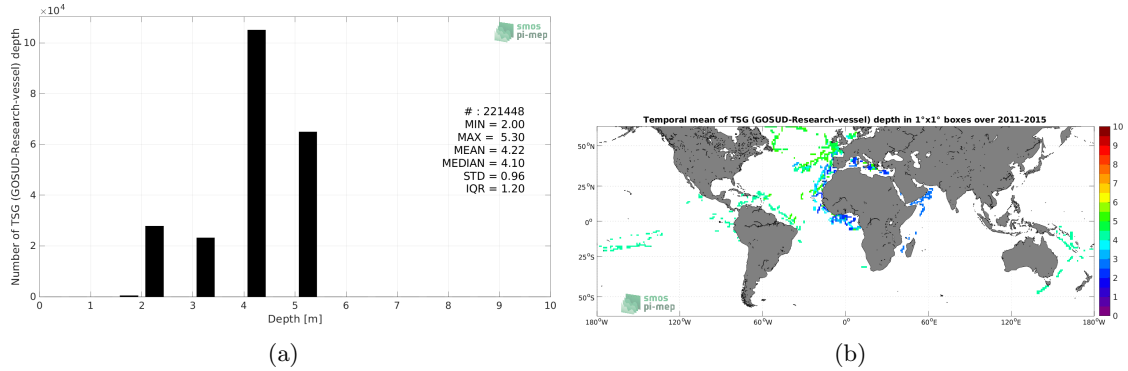 ×10⁴
10
8
6
4
2
0
Number of TSG (GOSUD-Research-vessel) depth
smos
pi-mep
# : 221448
MIN = 2.00
MAX = 5.30
MEAN = 4.22
MEDIAN = 4.10
STD = 0.96
IQR = 1.20
0 1 2 3 4 5 6 7 8 9 10
Depth [m]
(a)
Temporal mean of TSG (GOSUD-Research-vessel) depth in 1°x1° boxes over 2011-2015
50°N
25°N
0°
25°S
50°S
smos
pi-mep
180°W 120°W 60°W 0° 60°E 120°E 180°W
10
9
8
7
6
5
4
3
2
1
0
(b)